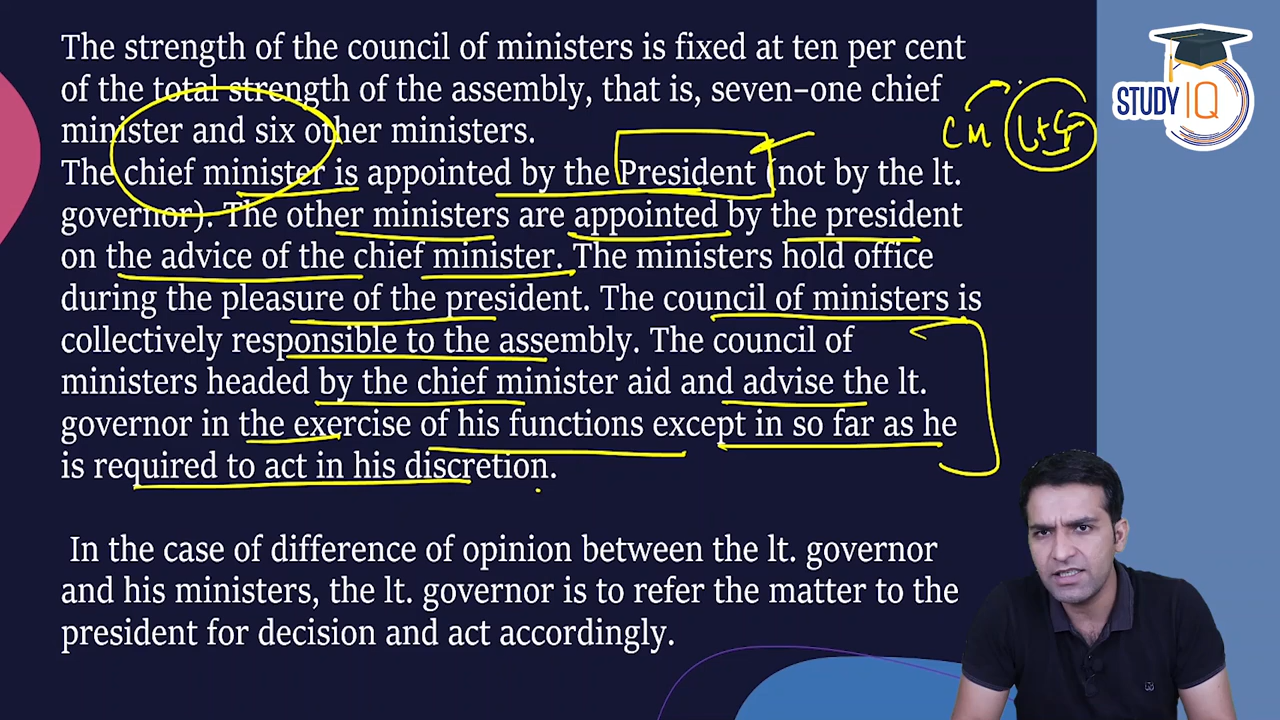 The strength of the council of ministers is fixed at ten per cent
of the total strength of the assembly, that is, seven-one chief
minister and six other ministers.
The chief minister is appointed by the President (not by the lt.
governor). The other ministers are appointed by the president
on the advice of the chief minister. The ministers hold office
during the pleasure of the president. The council of ministers is
collectively responsible to the assembly. The council of
ministers headed by the chief minister aid and advise the lt.
governor in the exercise of his functions except in so far as he
is required to act in his discretion.
In the case of difference of opinion between the lt. governor
and his ministers, the lt. governor is to refer the matter to the
president for decision and act accordingly.
CM
STUDY IQ